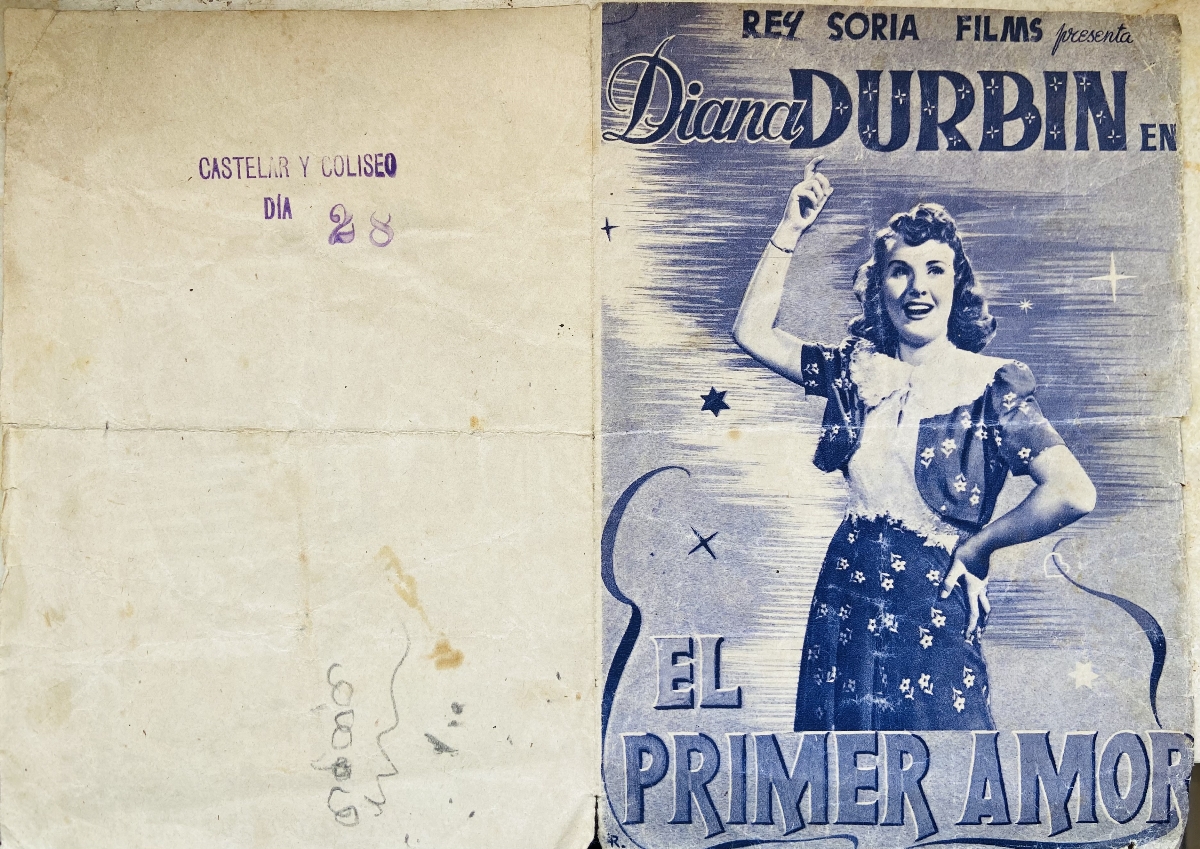 CASTELAR Y COLISEO
DÍA 28
REY SORIA FILMS presenta
Diana DURBIN EN
EL
PRIMER AMOR
R.